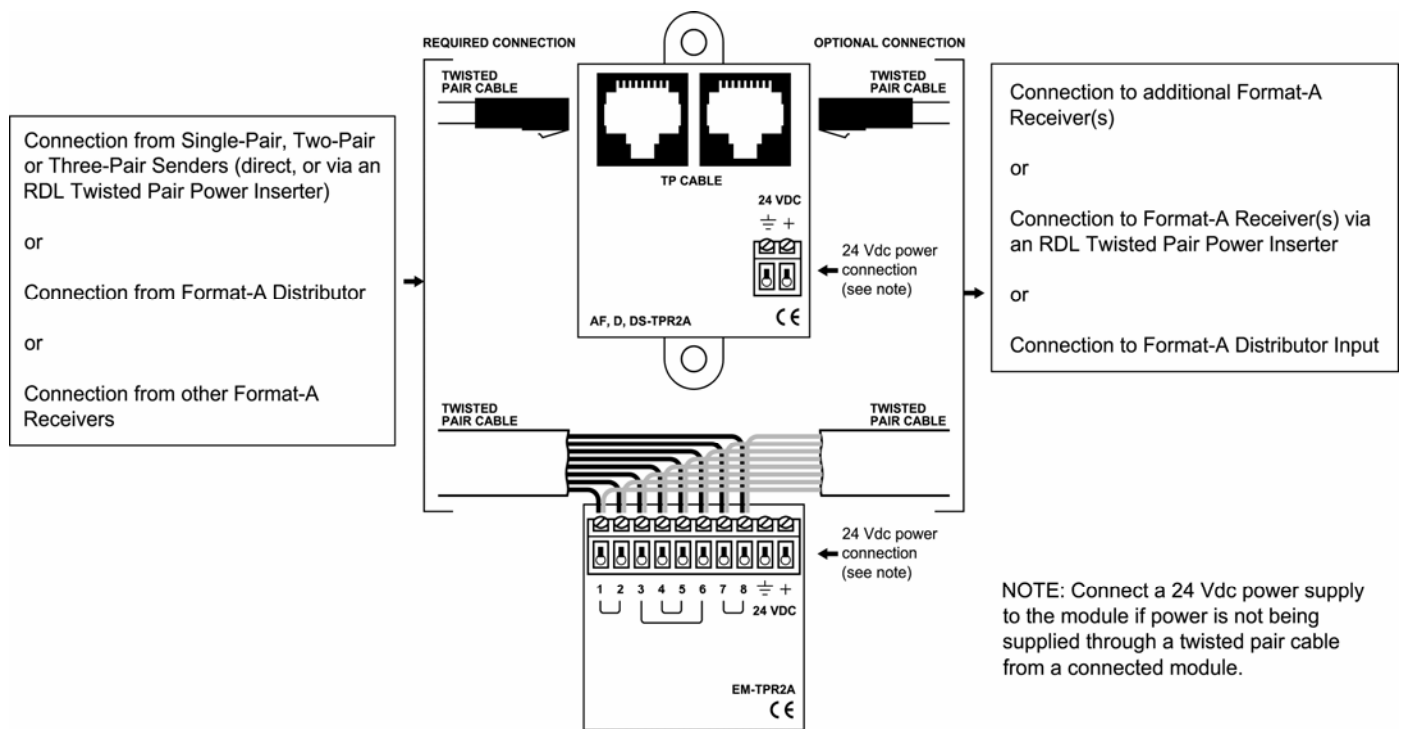 REQUIRED CONNECTION
OPTIONAL CONNECTION
TWISTED
PAIR CABLE
TWISTED
PAIR CABLE
Connection from Single-Pair, Two-Pair
or Three-Pair Senders (direct, or via an
RDL Twisted Pair Power Inserter)
or
Connection from Format-A Distributor
or
Connection from other Format-A
Receivers
TP CABLE
24 VDC
+
24 Vdc power
connection
(see note)
AF, D, DS-TPR2A
CE
Connection to additional Format-A
Receiver(s)
or
Connection to Format-A Receiver(s) via
an RDL Twisted Pair Power Inserter
or
Connection to Format-A Distributor Input
TWISTED
PAIR CABLE
TWISTED
PAIR CABLE
24 Vdc power
connection
(see note)
1 2 3 4 5 6 7 8 +
24 VDC
EM-TPR2A
CE
NOTE: Connect a 24 Vdc power supply
to the module if power is not being
supplied through a twisted pair cable
from a connected module.